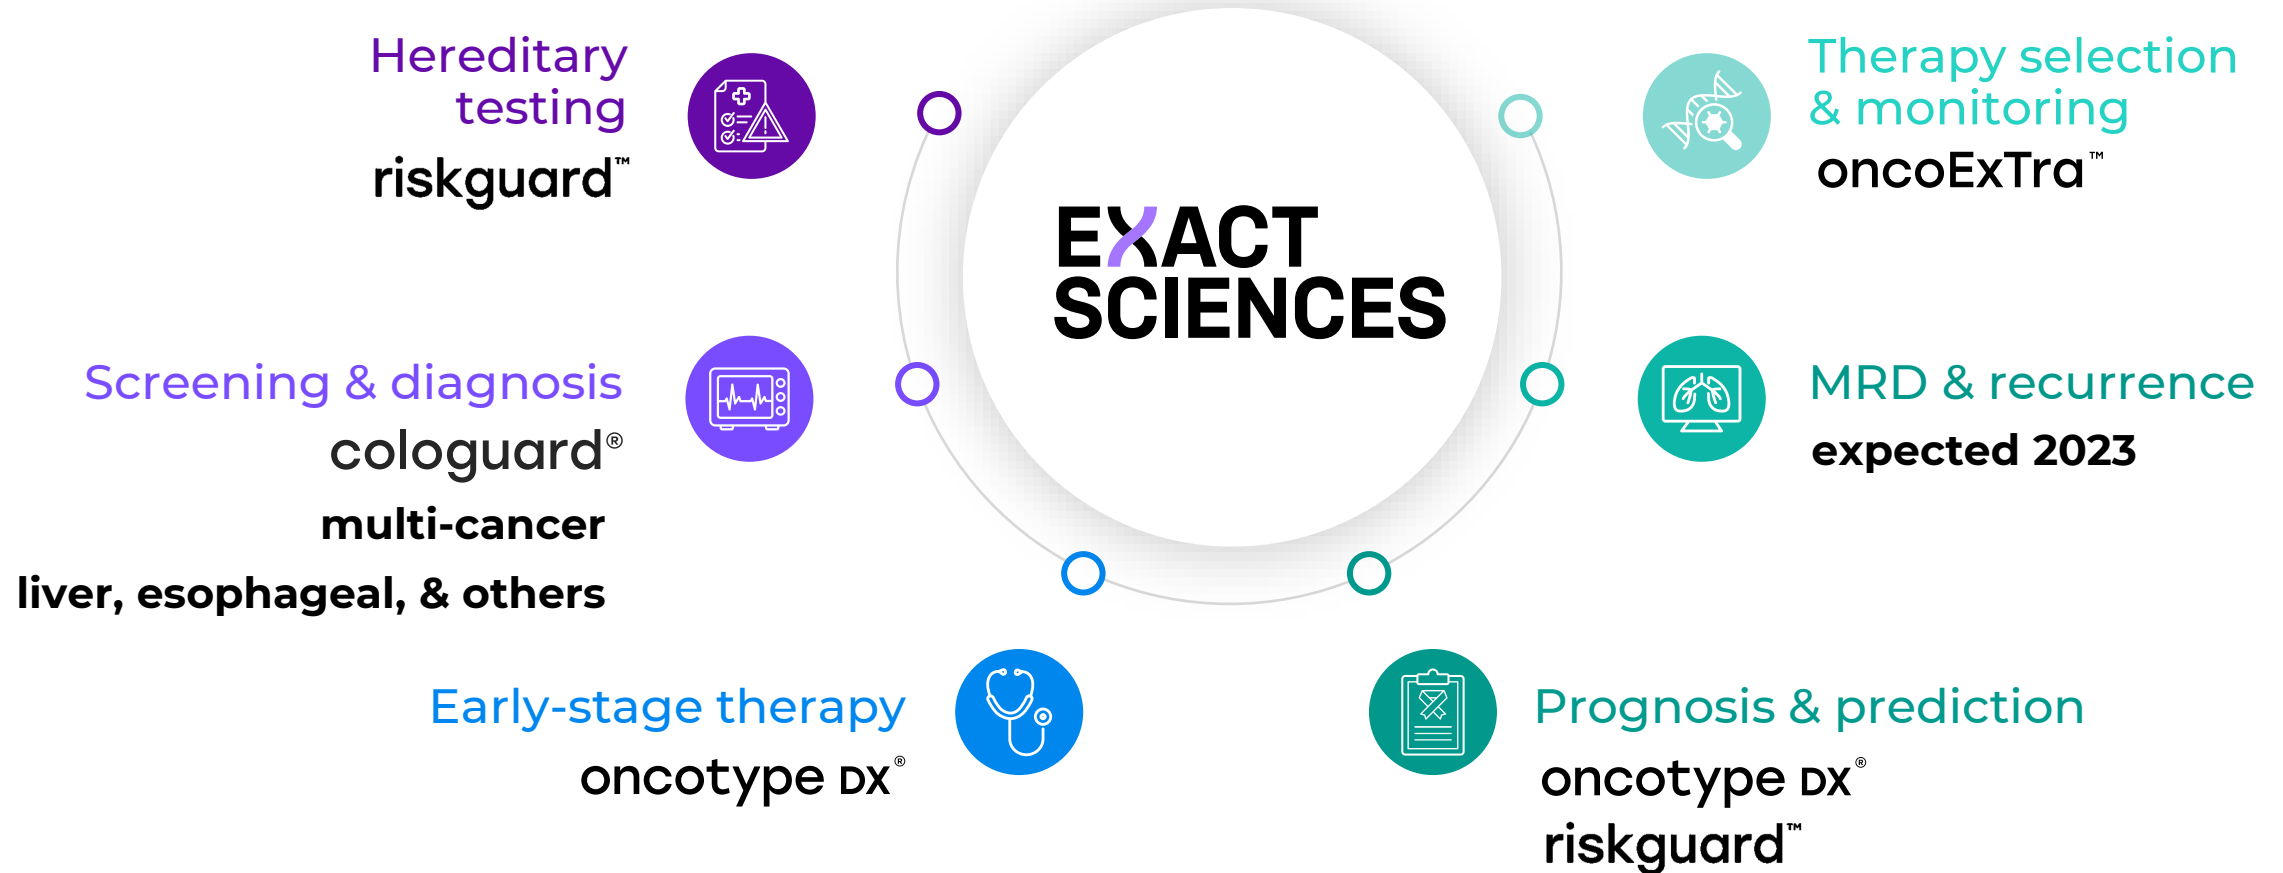 Hereditary
testing
riskguard™
Screening & diagnosis
cologuard®
multi-cancer
liver, esophageal, & others
Early-stage therapy
oncotype DX®
EXACT
SCIENCES
Therapy selection
& monitoring
oncoExTra™
MRD & recurrence
expected 2023
Prognosis & prediction
oncotype DX®
riskguard™